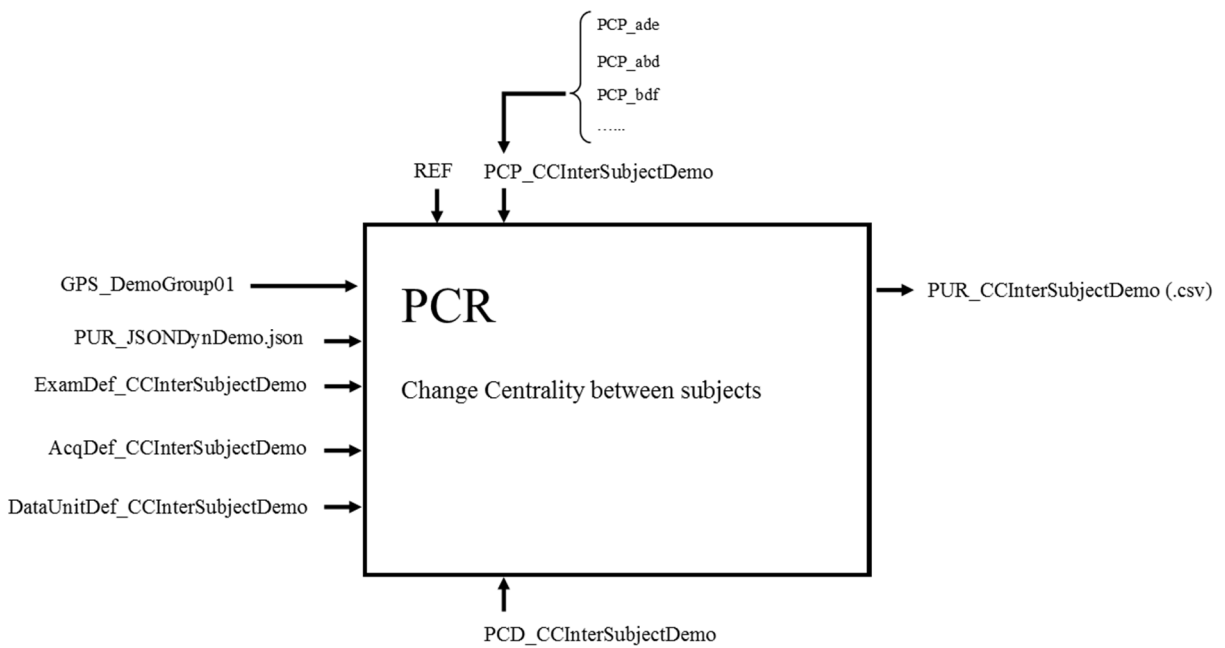 PCP_ade
PCP_abd
PCP_bdf
…...
REF
PCP_CCInterSubjectDemo
GPS_DemoGroup01
PUR_JSONDynDemo.json
ExamDef_CCInterSubjectDemo
AcqDef_CCInterSubjectDemo
DataUnitDef_CCInterSubjectDemo
PCR
Change Centrality between subjects
PUR_CCInterSubjectDemo (.csv)
PCD_CCInterSubjectDemo